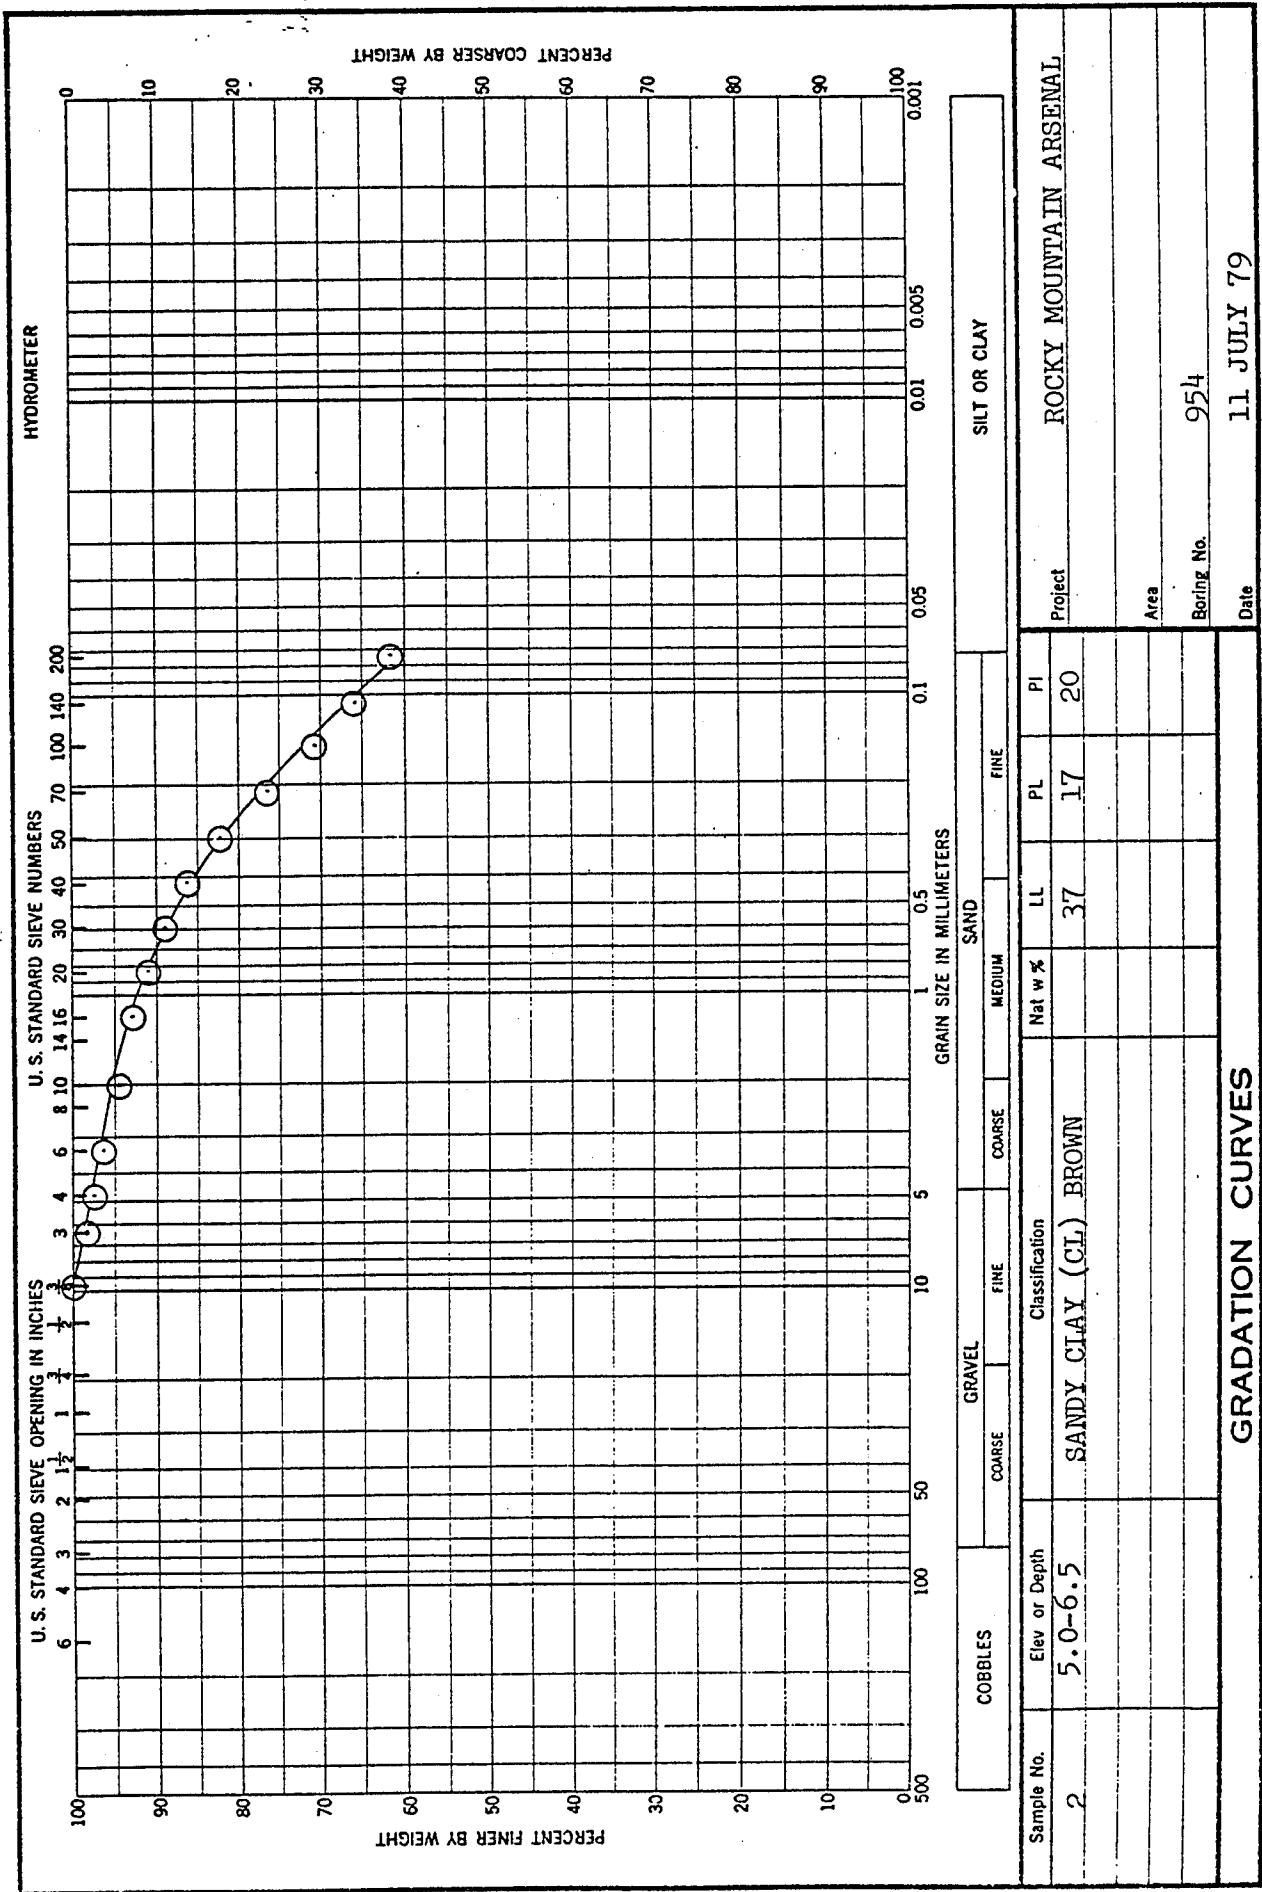 U. S. STANDARD SIEVE OPENING IN INCHES
U. S. STANDARD SIEVE NUMBERS
HYDROMETER
6 4 3 2 1½ 1 ¾ ½ ⅜ 3 4 6 8 10 14 16 20 30 40 50 70 100 140 200
PERCENT FINER BY WEIGHT
100
90
80
70
60
50
40
30
20
10
0
PERCENT COARSER BY WEIGHT
0
10
20
30
40
50
60
70
80
90
100
500 100 50 10 5 1 0.5 0.1 0.05 0.01 0.005 0.001
GRAIN SIZE IN MILLIMETERS
COBBLES
GRAVEL
SAND
SILT OR CLAY
COARSE FINE COARSE MEDIUM FINE
Sample No. Elev or Depth Classification Nat w % LL PL PI
2 5.0-6.5 SANDY CLAY (CL) BROWN 37 17 20
Project ROCKY MOUNTAIN ARSENAL
Area
Boring No. 954
Date 11 JULY 79
GRADATION CURVES